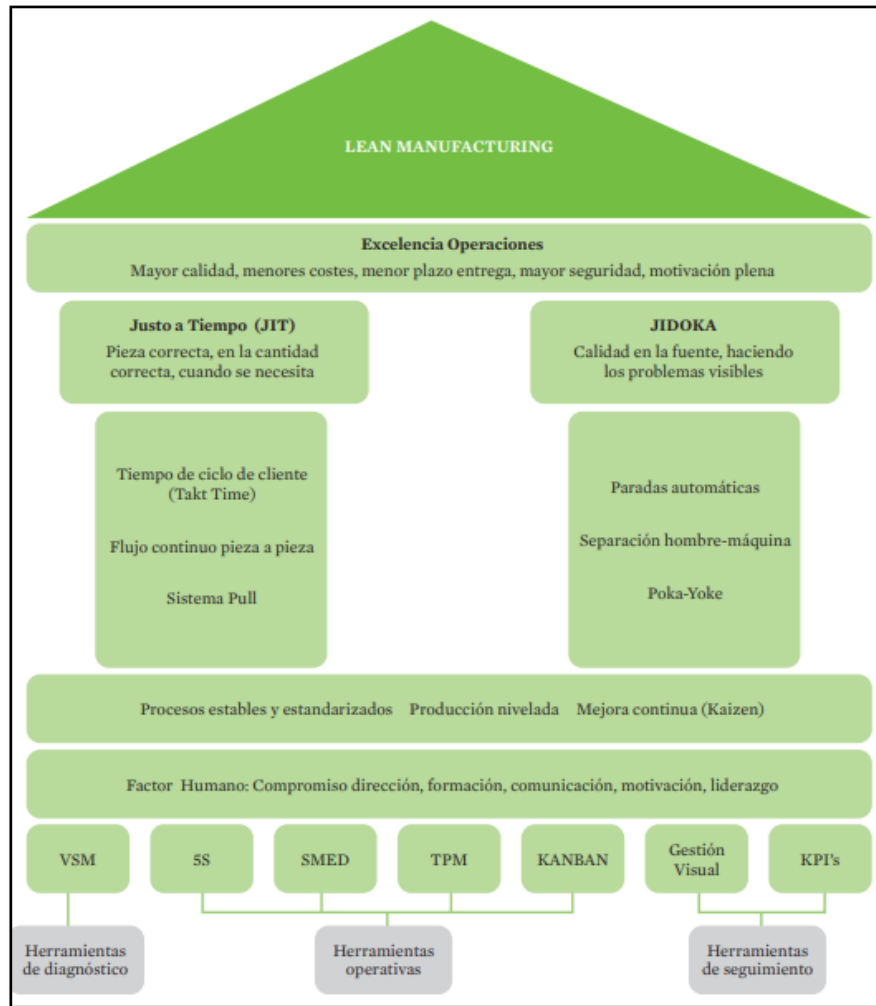 LEAN MANUFACTURING
Excelencia Operaciones
Mayor calidad, menores costes, menor plazo entrega, mayor seguridad, motivación plena
Justo a Tiempo (JIT)
Pieza correcta, en la cantidad
correcta, cuando se necesita
JIDOKA
Calidad en la fuente, haciendo
los problemas visibles
Tiempo de ciclo de cliente
(Takt Time)
Flujo continuo pieza a pieza
Sistema Pull
Paradas automáticas
Separación hombre-máquina
Poka-Yoke
Procesos estables y estandarizados Producción nivelada Mejora continua (Kaizen)
Factor Humano: Compromiso dirección, formación, comunicación, motivación, liderazgo
VSM
5S
SMED
TPM
KANBAN
Gestión
Visual
KPI's
Herramientas
de diagnóstico
Herramientas
operativas
Herramientas
de seguimiento